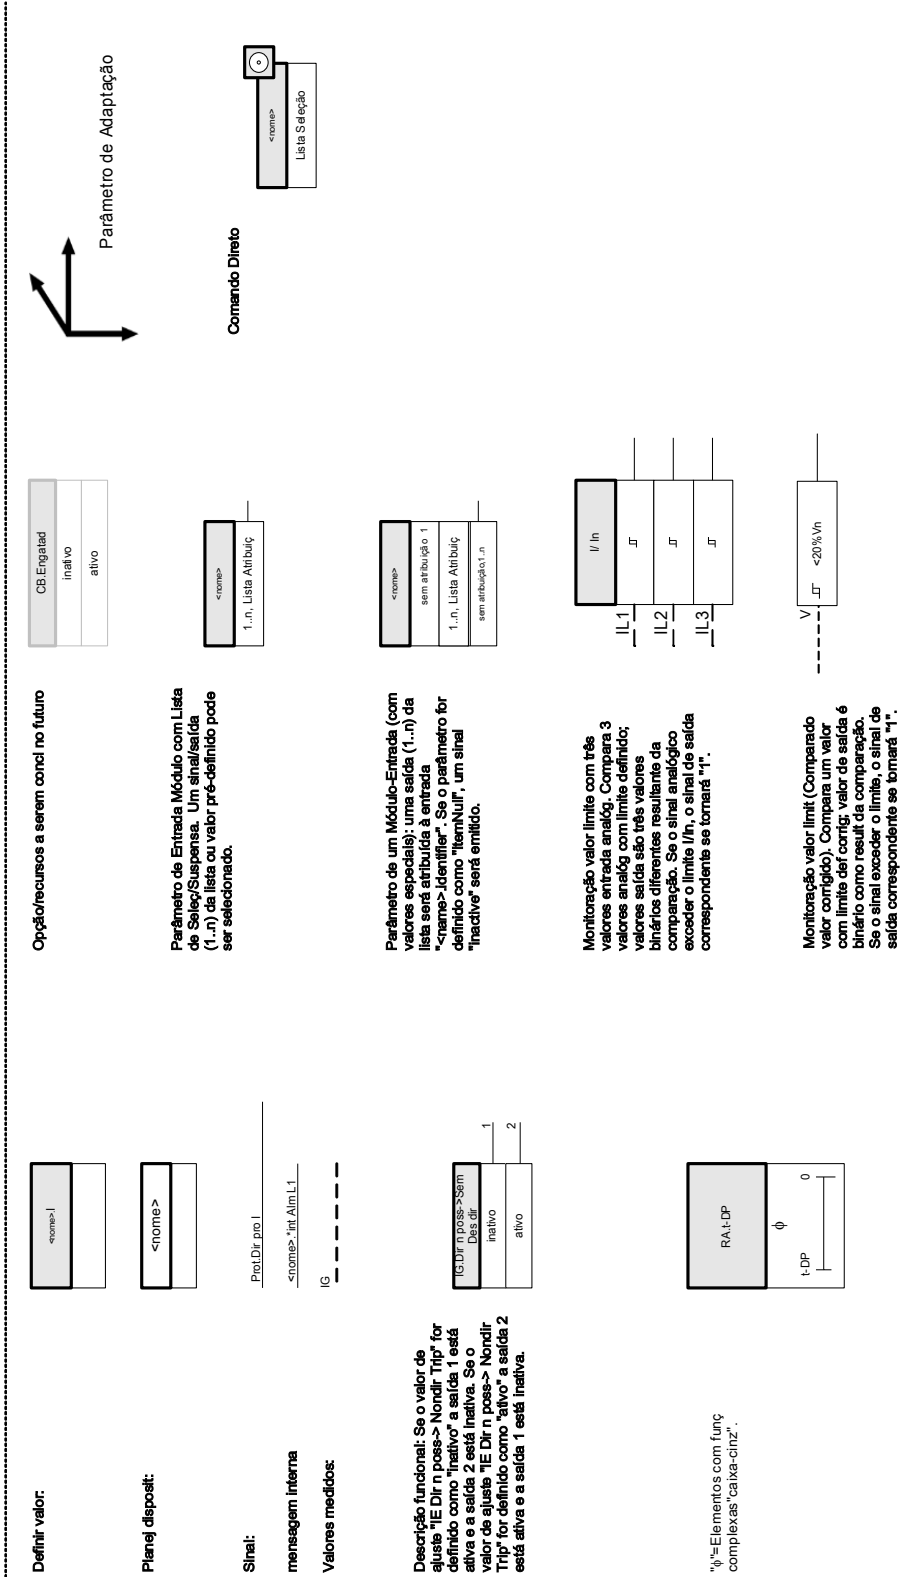 Definir valor:
<nome>.I
Planej disposit:
<nome>
Sinal:
Prot.Dir pro I
mensagem interna
<nome>.*int Alm L1
Valores medidos:
IG
Descrição funcional: Se o valor de
ajuste "IE Dir n poss-> Nondir Trip" for
definido como "inativo" a saída 1 está
ativa e a saída 2 está inativa. Se o
valor de ajuste "IE Dir n poss-> Nondir
Trip" for definido como "ativo" a saída 2
está ativa e a saída 1 está inativa.
IG.Dir n poss->Sem
Des dir
inativo
ativo
1
2
"ϕ"=Elementos com funç
complexas"caixa-cinz".
RA.t-DP
ϕ
t-DP
0
Opção/recursos a serem concl no futuro
CB.Engatad
inativo
ativo
Parâmetro de Entrada Módulo com Lista
de Seleç/Suspensa. Um sinal/saída
(1..n) da lista ou valor pré-definido pode
ser selecionado.
<nome>
1..n, Lista Atribuiç
Parâmetro de um Módulo-Entrada (com
valores especiais): uma saída (1..n) da
lista será atribuída à entrada
"<name>.identifier". Se o parâmetro for
definido como "ItemNull", um sinal
"Inactive" será emitido.
<nome>
sem atribuição 1
1..n, Lista Atribuiç
sem atribuição,1..n
Monitoração valor limite com três
valores entrada analóg. Compara 3
valores analóg com limite definido;
valores saída são três valores
binários diferentes resultante da
comparação. Se o sinal analógico
exceder o limite I/In, o sinal de saída
correspondente se tornará "1".
I/ In
IL1
IL2
IL3
Monitoração valor limit (Comparado
valor corrigido). Compara um valor
com limite def corrig; valor de saída é
binário como result da comparação.
Se o sinal exceder o limite, o sinal de
saída correspondente se tornará "1".
V
<20%Vn
Parâmetro de Adaptação
Comando Direto
<nome>
Lista Seleção